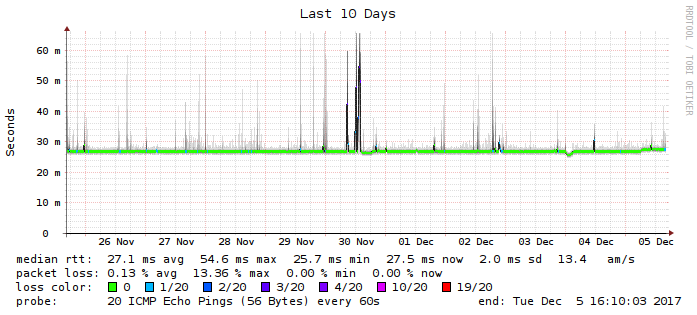 Last 10 Days
RRDTOOL / TOBI OETIKER
Seconds
60 m
50 m
40 m
30 m
20 m
10 m
0
26 Nov 27 Nov 28 Nov 29 Nov 30 Nov 01 Dec 02 Dec 03 Dec 04 Dec 05 Dec
median rtt: 27.1 ms avg 54.6 ms max 25.7 ms min 27.5 ms now 2.0 ms sd 13.4 am/s
packet loss: 0.13 % avg 13.36 % max 0.00 % min 0.00 % now
loss color: 0 1/20 2/20 3/20 4/20 10/20 19/20
probe: 20 ICMP Echo Pings (56 Bytes) every 60s end: Tue Dec 5 16:10:03 2017